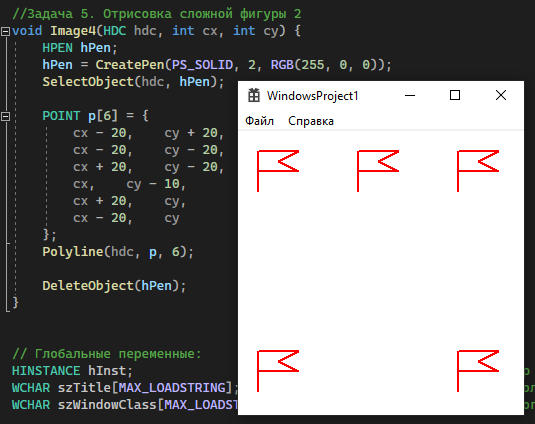 //Задача 5. Отрисовка сложной фигуры 2
void Image4(HDC hdc, int cx, int cy) {
HPEN hPen;
hPen = CreatePen(PS_SOLID, 2, RGB(255, 0, 0));
SelectObject(hdc, hPen);
POINT p[6] = {
cx - 20, cy + 20,
cx - 20, cy - 20,
cx + 20, cy - 20,
cx, cy - 10,
cx + 20, cy,
cx - 20, cy
};
Polyline(hdc, p, 6);
DeleteObject(hPen);
}
WindowsProject1
Файл Справка
// Глобальные переменные:
HINSTANCE hInst;
WCHAR szTitle[MAX_LOADSTRING];
WCHAR szWindowClass[MAX_LOADST